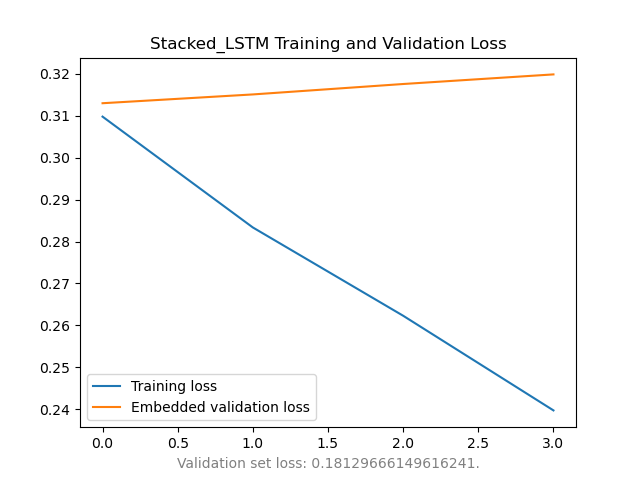 Stacked_LSTM Training and Validation Loss
0.32
0.31
0.30
0.29
0.28
0.27
0.26
0.25
0.24
Training loss
Embedded validation loss
0.0 0.5 1.0 1.5 2.0 2.5 3.0
Validation set loss: 0.18129666149616241.